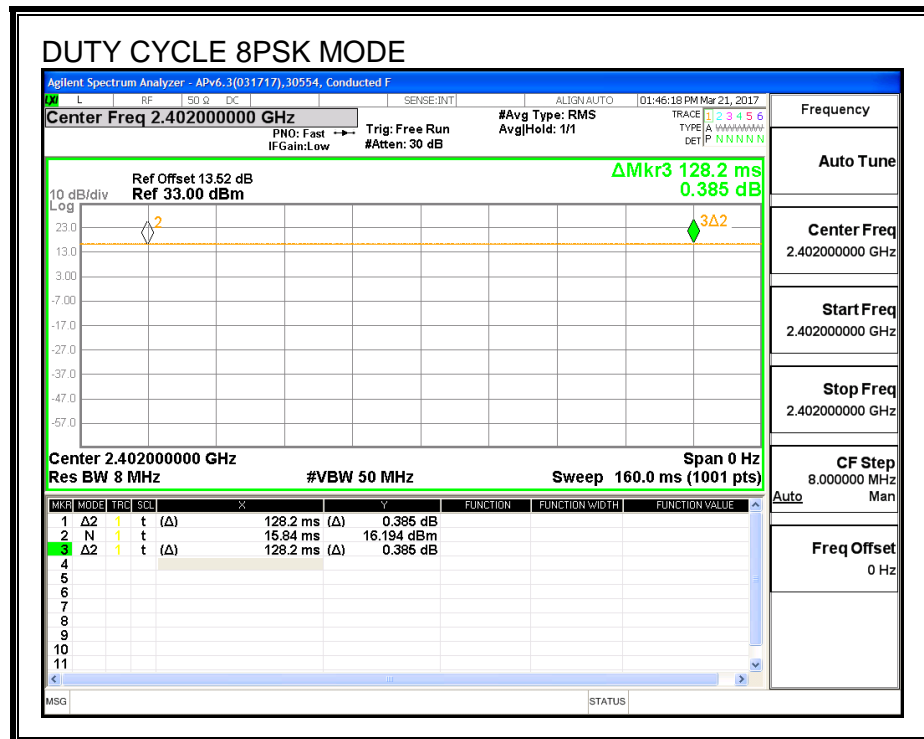 DUTY CYCLE 8PSK MODE
Agilent Spectrum Analyzer - APv6.3(031717),30554, Conducted F
LXI L RF 50 Ω DC SENSE:INT ALIGN AUTO 01:46:18 PM Mar 21, 2017
Center Freq 2.402000000 GHz
PNO: Fast
IFGain:Low
Trig: Free Run
#Atten: 30 dB
#Avg Type: RMS
Avg|Hold: 1/1
TRACE 1 2 3 4 5 6
TYPE A WWWWW
DET P N N N N N
ΔMkr3 128.2 ms
0.385 dB
Ref Offset 13.52 dB
10 dB/div Ref 33.00 dBm
Log
23.0
13.0
3.00
-7.00
-17.0
-27.0
-37.0
-47.0
-57.0
2
3Δ2
Center 2.402000000 GHz Span 0 Hz
Res BW 8 MHz #VBW 50 MHz Sweep 160.0 ms (1001 pts)
MKR MODE TRC SCL X Y FUNCTION FUNCTION WIDTH FUNCTION VALUE
1 Δ2 1 t (Δ) 128.2 ms (Δ) 0.385 dB
2 N 1 t 15.84 ms 16.194 dBm
3 Δ2 1 t (Δ) 128.2 ms (Δ) 0.385 dB
4
5
6
7
8
9
10
11
MSG STATUS
Frequency
Auto Tune
Center Freq
2.402000000 GHz
Start Freq
2.402000000 GHz
Stop Freq
2.402000000 GHz
CF Step
8.000000 MHz
Auto Man
Freq Offset
0 Hz